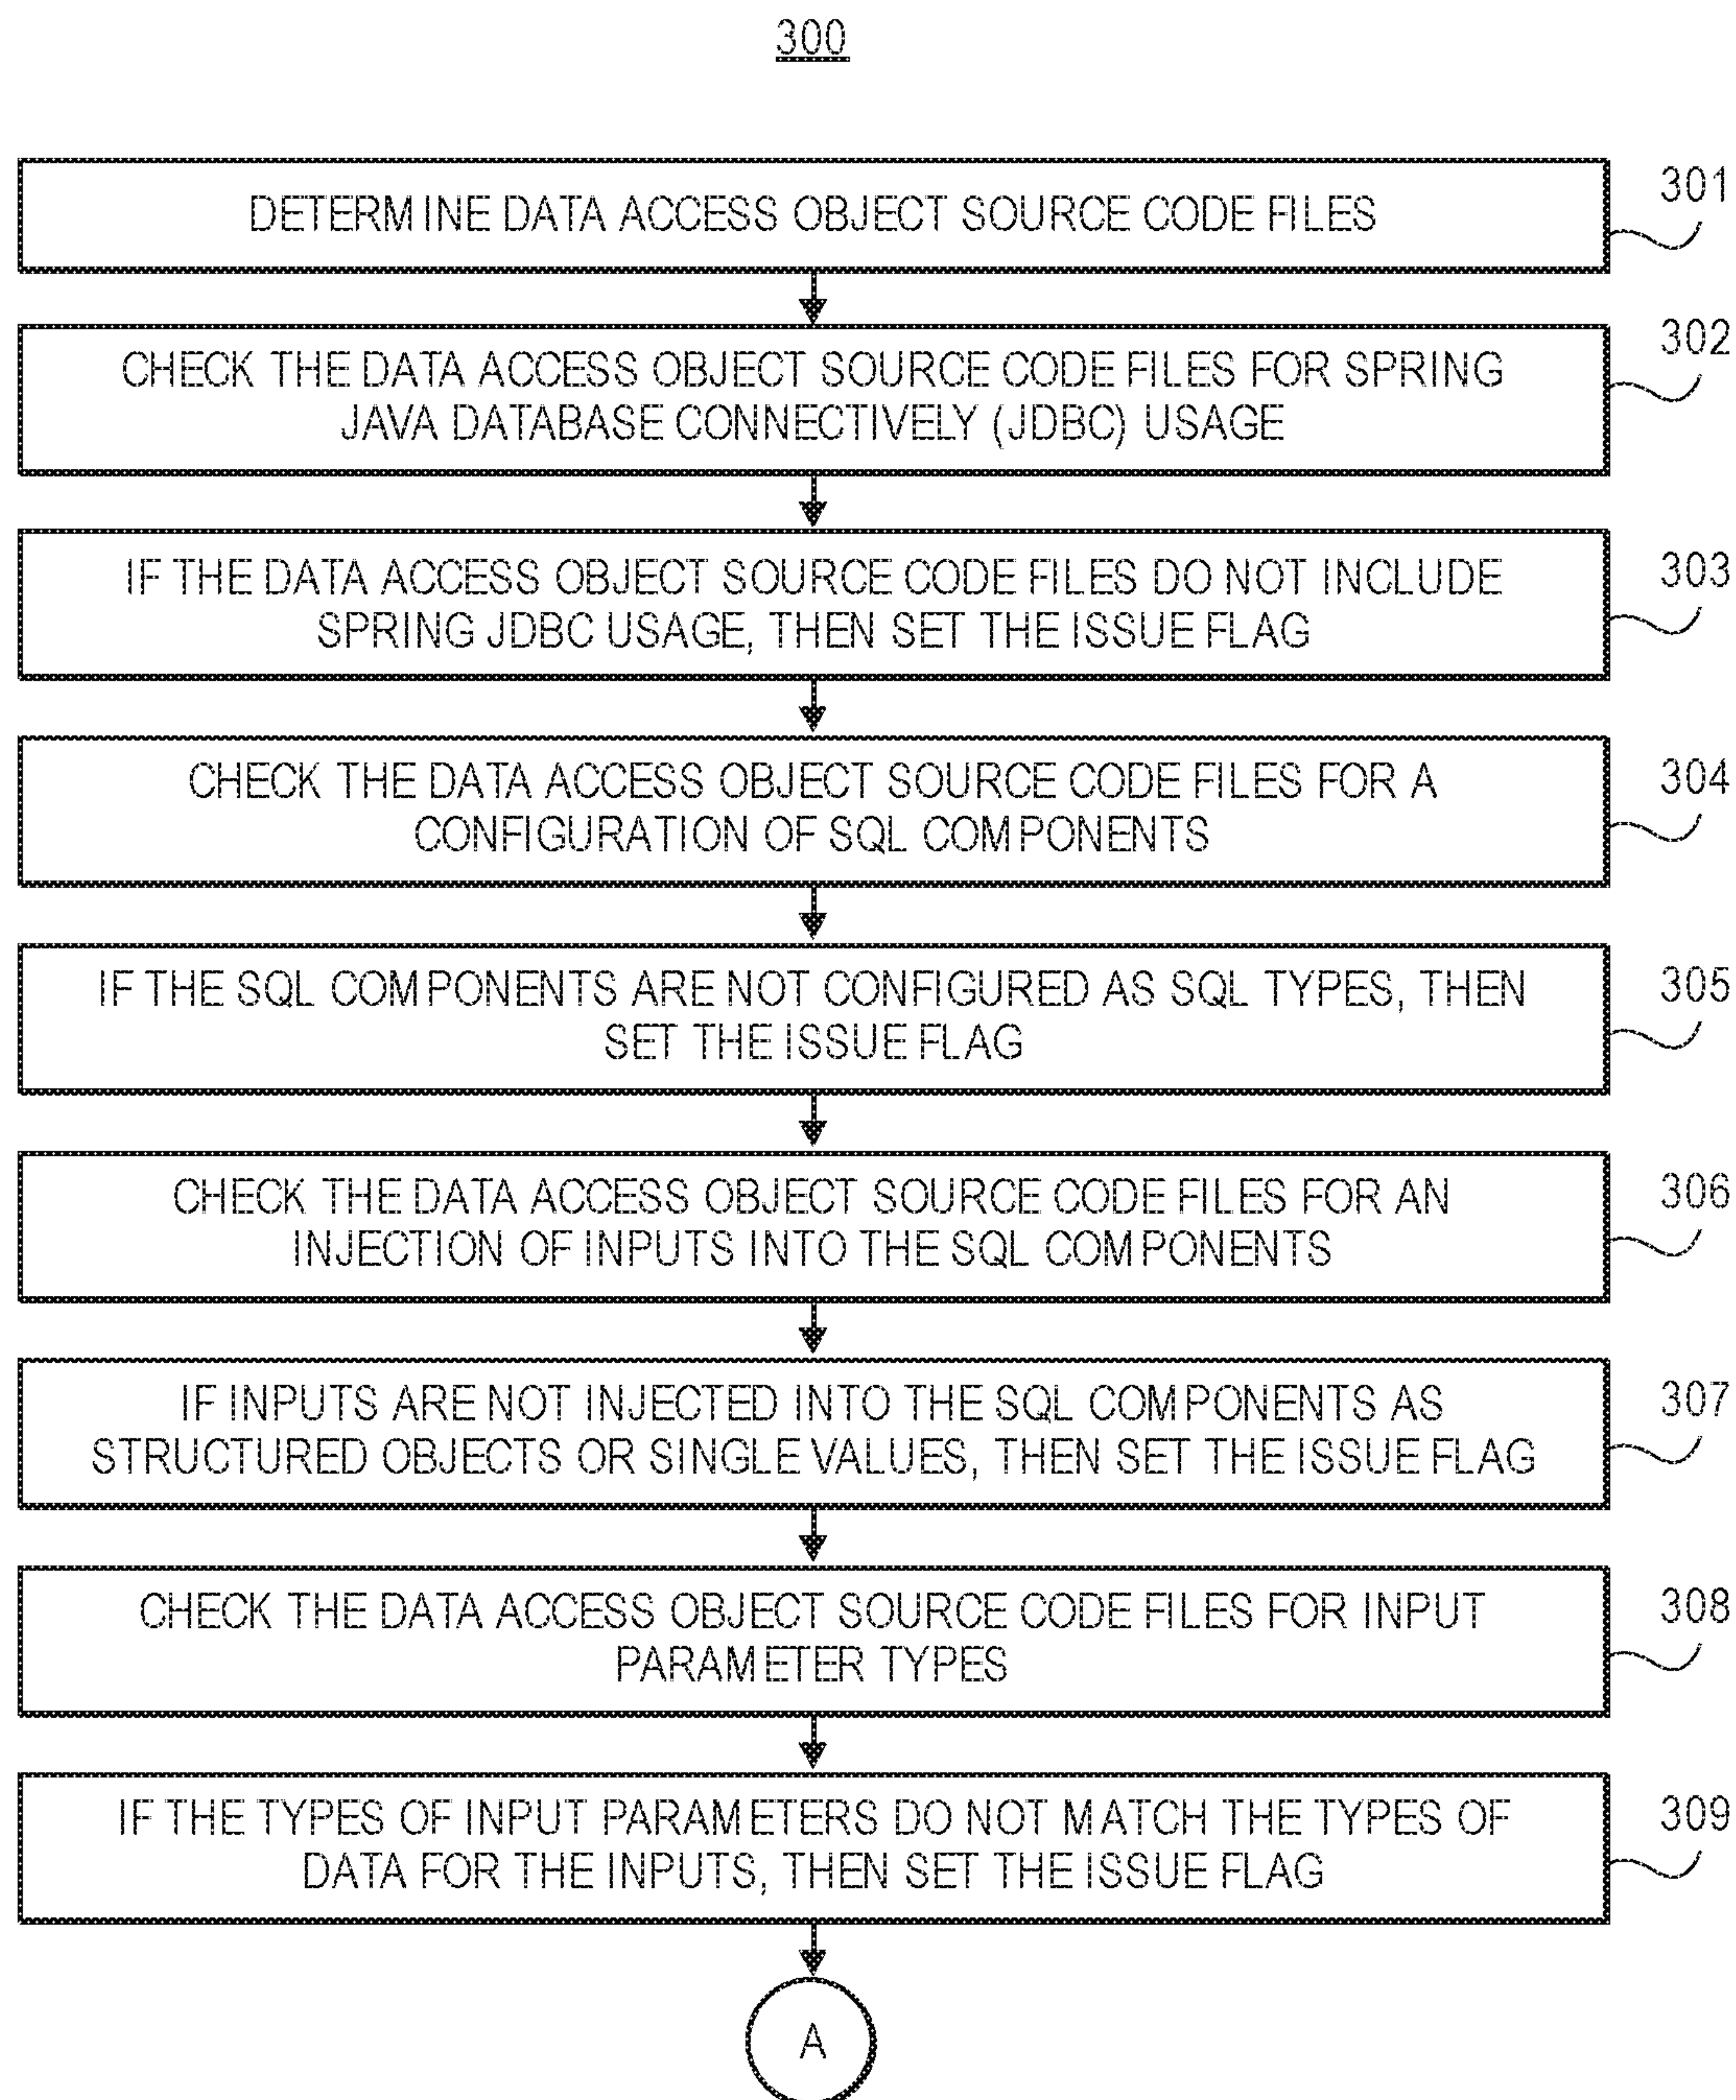 300
DETERMINE DATA ACCESS OBJECT SOURCE CODE FILES
301
CHECK THE DATA ACCESS OBJECT SOURCE CODE FILES FOR SPRING
JAVA DATABASE CONNECTIVELY (JDBC) USAGE
302
IF THE DATA ACCESS OBJECT SOURCE CODE FILES DO NOT INCLUDE
SPRING JDBC USAGE, THEN SET THE ISSUE FLAG
303
CHECK THE DATA ACCESS OBJECT SOURCE CODE FILES FOR A
CONFIGURATION OF SQL COMPONENTS
304
IF THE SQL COMPONENTS ARE NOT CONFIGURED AS SQL TYPES, THEN
SET THE ISSUE FLAG
305
CHECK THE DATA ACCESS OBJECT SOURCE CODE FILES FOR AN
INJECTION OF INPUTS INTO THE SQL COMPONENTS
306
IF INPUTS ARE NOT INJECTED INTO THE SQL COMPONENTS AS
STRUCTURED OBJECTS OR SINGLE VALUES, THEN SET THE ISSUE FLAG
307
CHECK THE DATA ACCESS OBJECT SOURCE CODE FILES FOR INPUT
PARAMETER TYPES
308
IF THE TYPES OF INPUT PARAMETERS DO NOT MATCH THE TYPES OF
DATA FOR THE INPUTS, THEN SET THE ISSUE FLAG
309
A